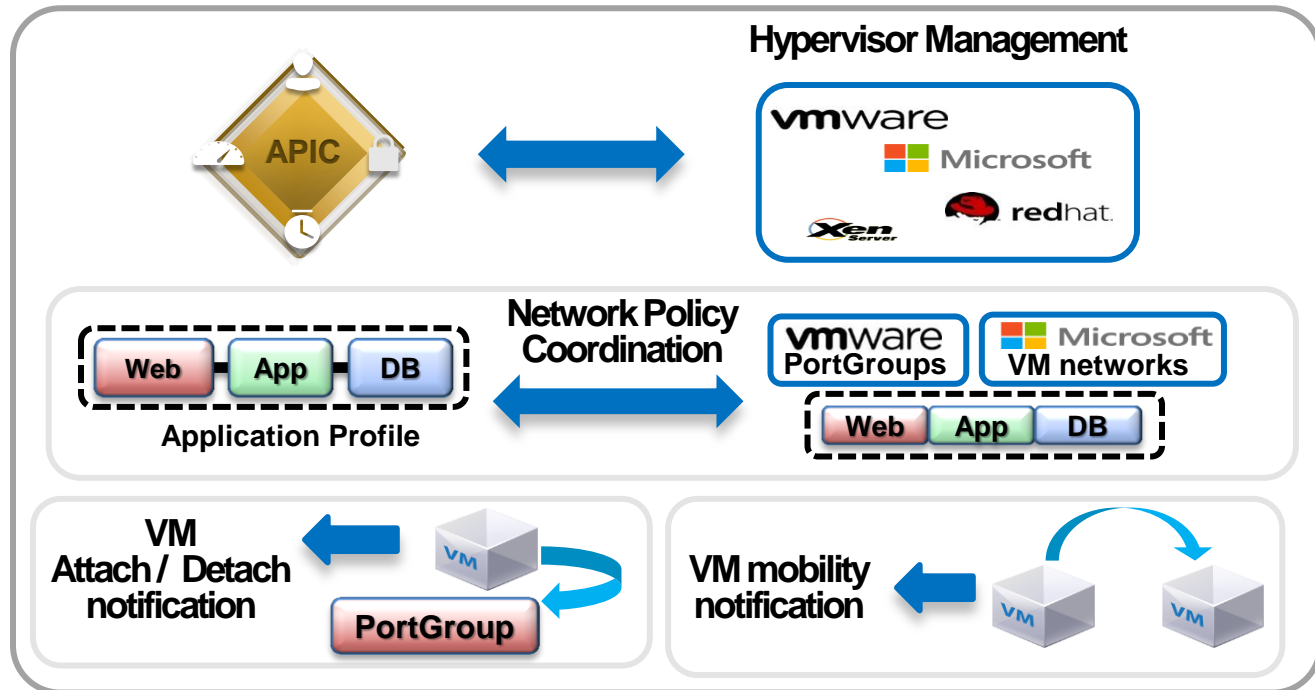 Hypervisor Management
APIC
vmware
Microsoft
redhat.
Xen
Server
Network Policy
Coordination
Web
App
DB
Application Profile
vmware
PortGroups
Microsoft
VM networks
Web
App
DB
VM
Attach / Detach
notification
VM
PortGroup
VM mobility
notification
VM
VM